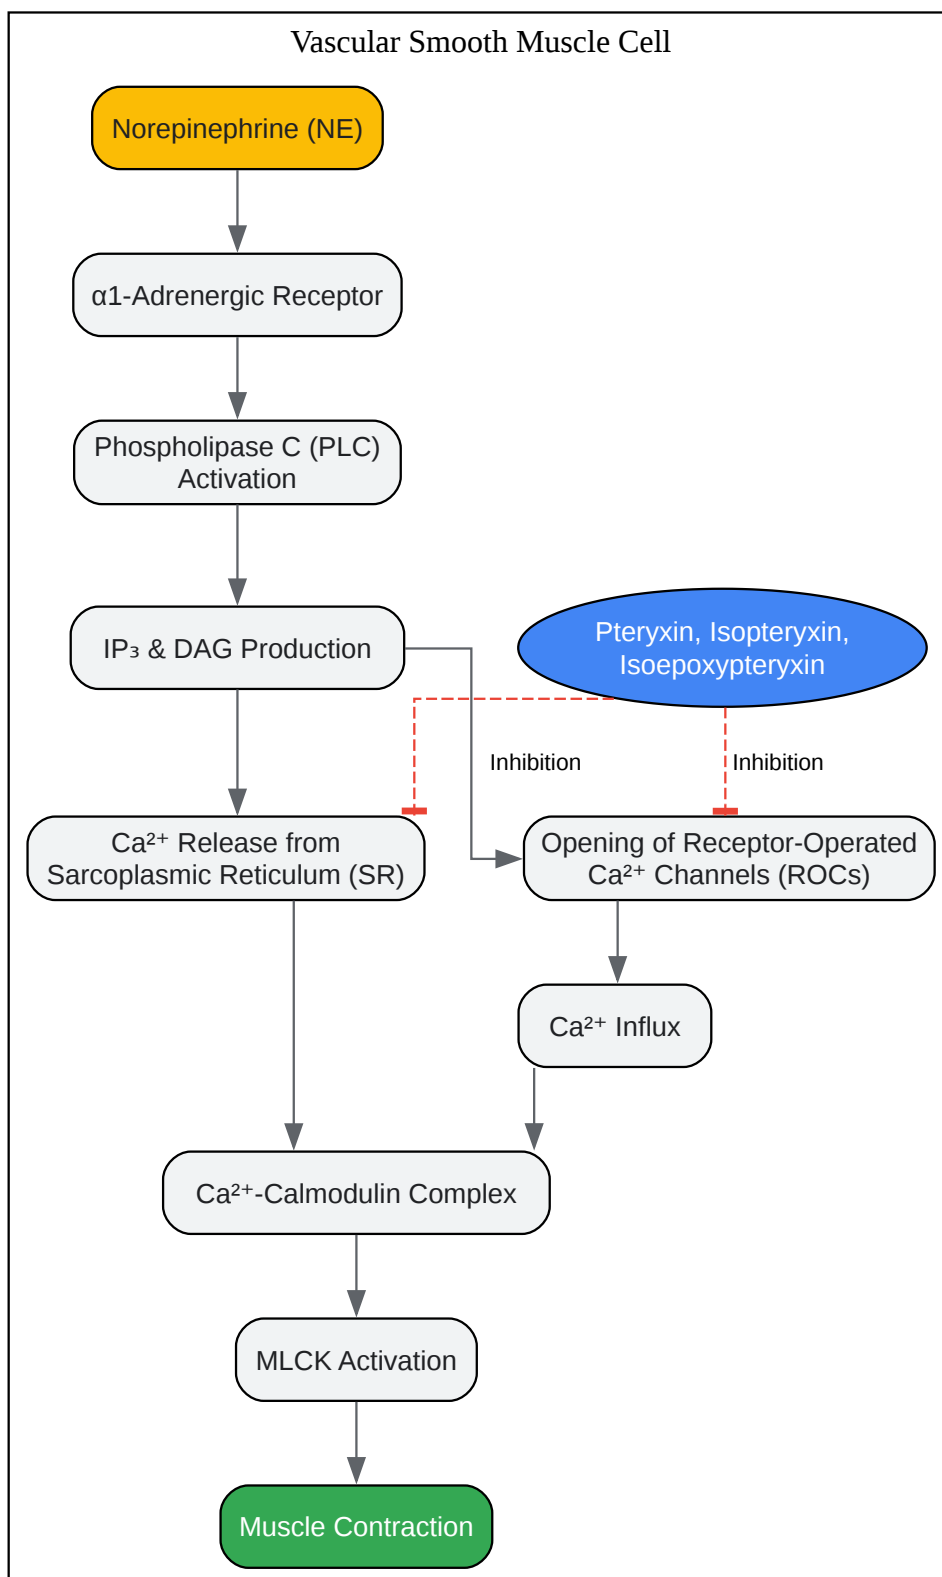 Vascular Smooth Muscle Cell
Norepinephrine (NE)
α1-Adrenergic Receptor
Phospholipase C (PLC)
Activation
IP₃ & DAG Production
Pteryxin, Isopteryxin,
Isoepoxypteryxin
Inhibition
Inhibition
Ca²⁺ Release from
Sarcoplasmic Reticulum (SR)
Opening of Receptor-Operated
Ca²⁺ Channels (ROCs)
Ca²⁺ Influx
Ca²⁺-Calmodulin Complex
MLCK Activation
Muscle Contraction